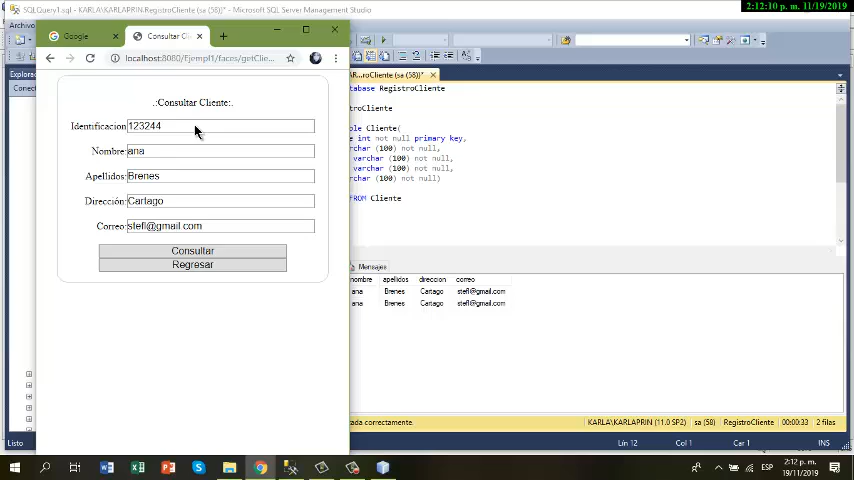 SQLQuery1.sql - KARLA\KARLAPRIN.RegistroCliente (sa (58))* - Microsoft SQL Server Management Studio
2:12:10 p. m. 11/19/2019
Archivo
Google
Consultar Cli
localhost:8080/Ejempl1/faces/getClie...
Explorad
Conect
.:Consultar Cliente:.
Identificacion 123244
Nombre: ana
Apellidos: Brenes
Dirección: Cartago
Correo: stefl@gmail.com
Consultar
Regresar
AR...roCliente (sa (58))*
tabase RegistroCliente
troCliente
ble Cliente(
e int not null primary key,
varchar (100) not null,
varchar (100) not null,
varchar (100) not null,
varchar (100) not null)
FROM Cliente
Mensajes
nombre apellidos direccion correo
ana Brenes Cartago stefl@gmail.com
ana Brenes Cartago stefl@gmail.com
tada correctamente.
KARLA\KARLAPRIN (11.0 SP2)
sa (58)
RegistroCliente
00:00:33
2 filas
Listo
Lín 12
Col 1
Car 1
INS
ESP
2:12 p. m.
19/11/2019